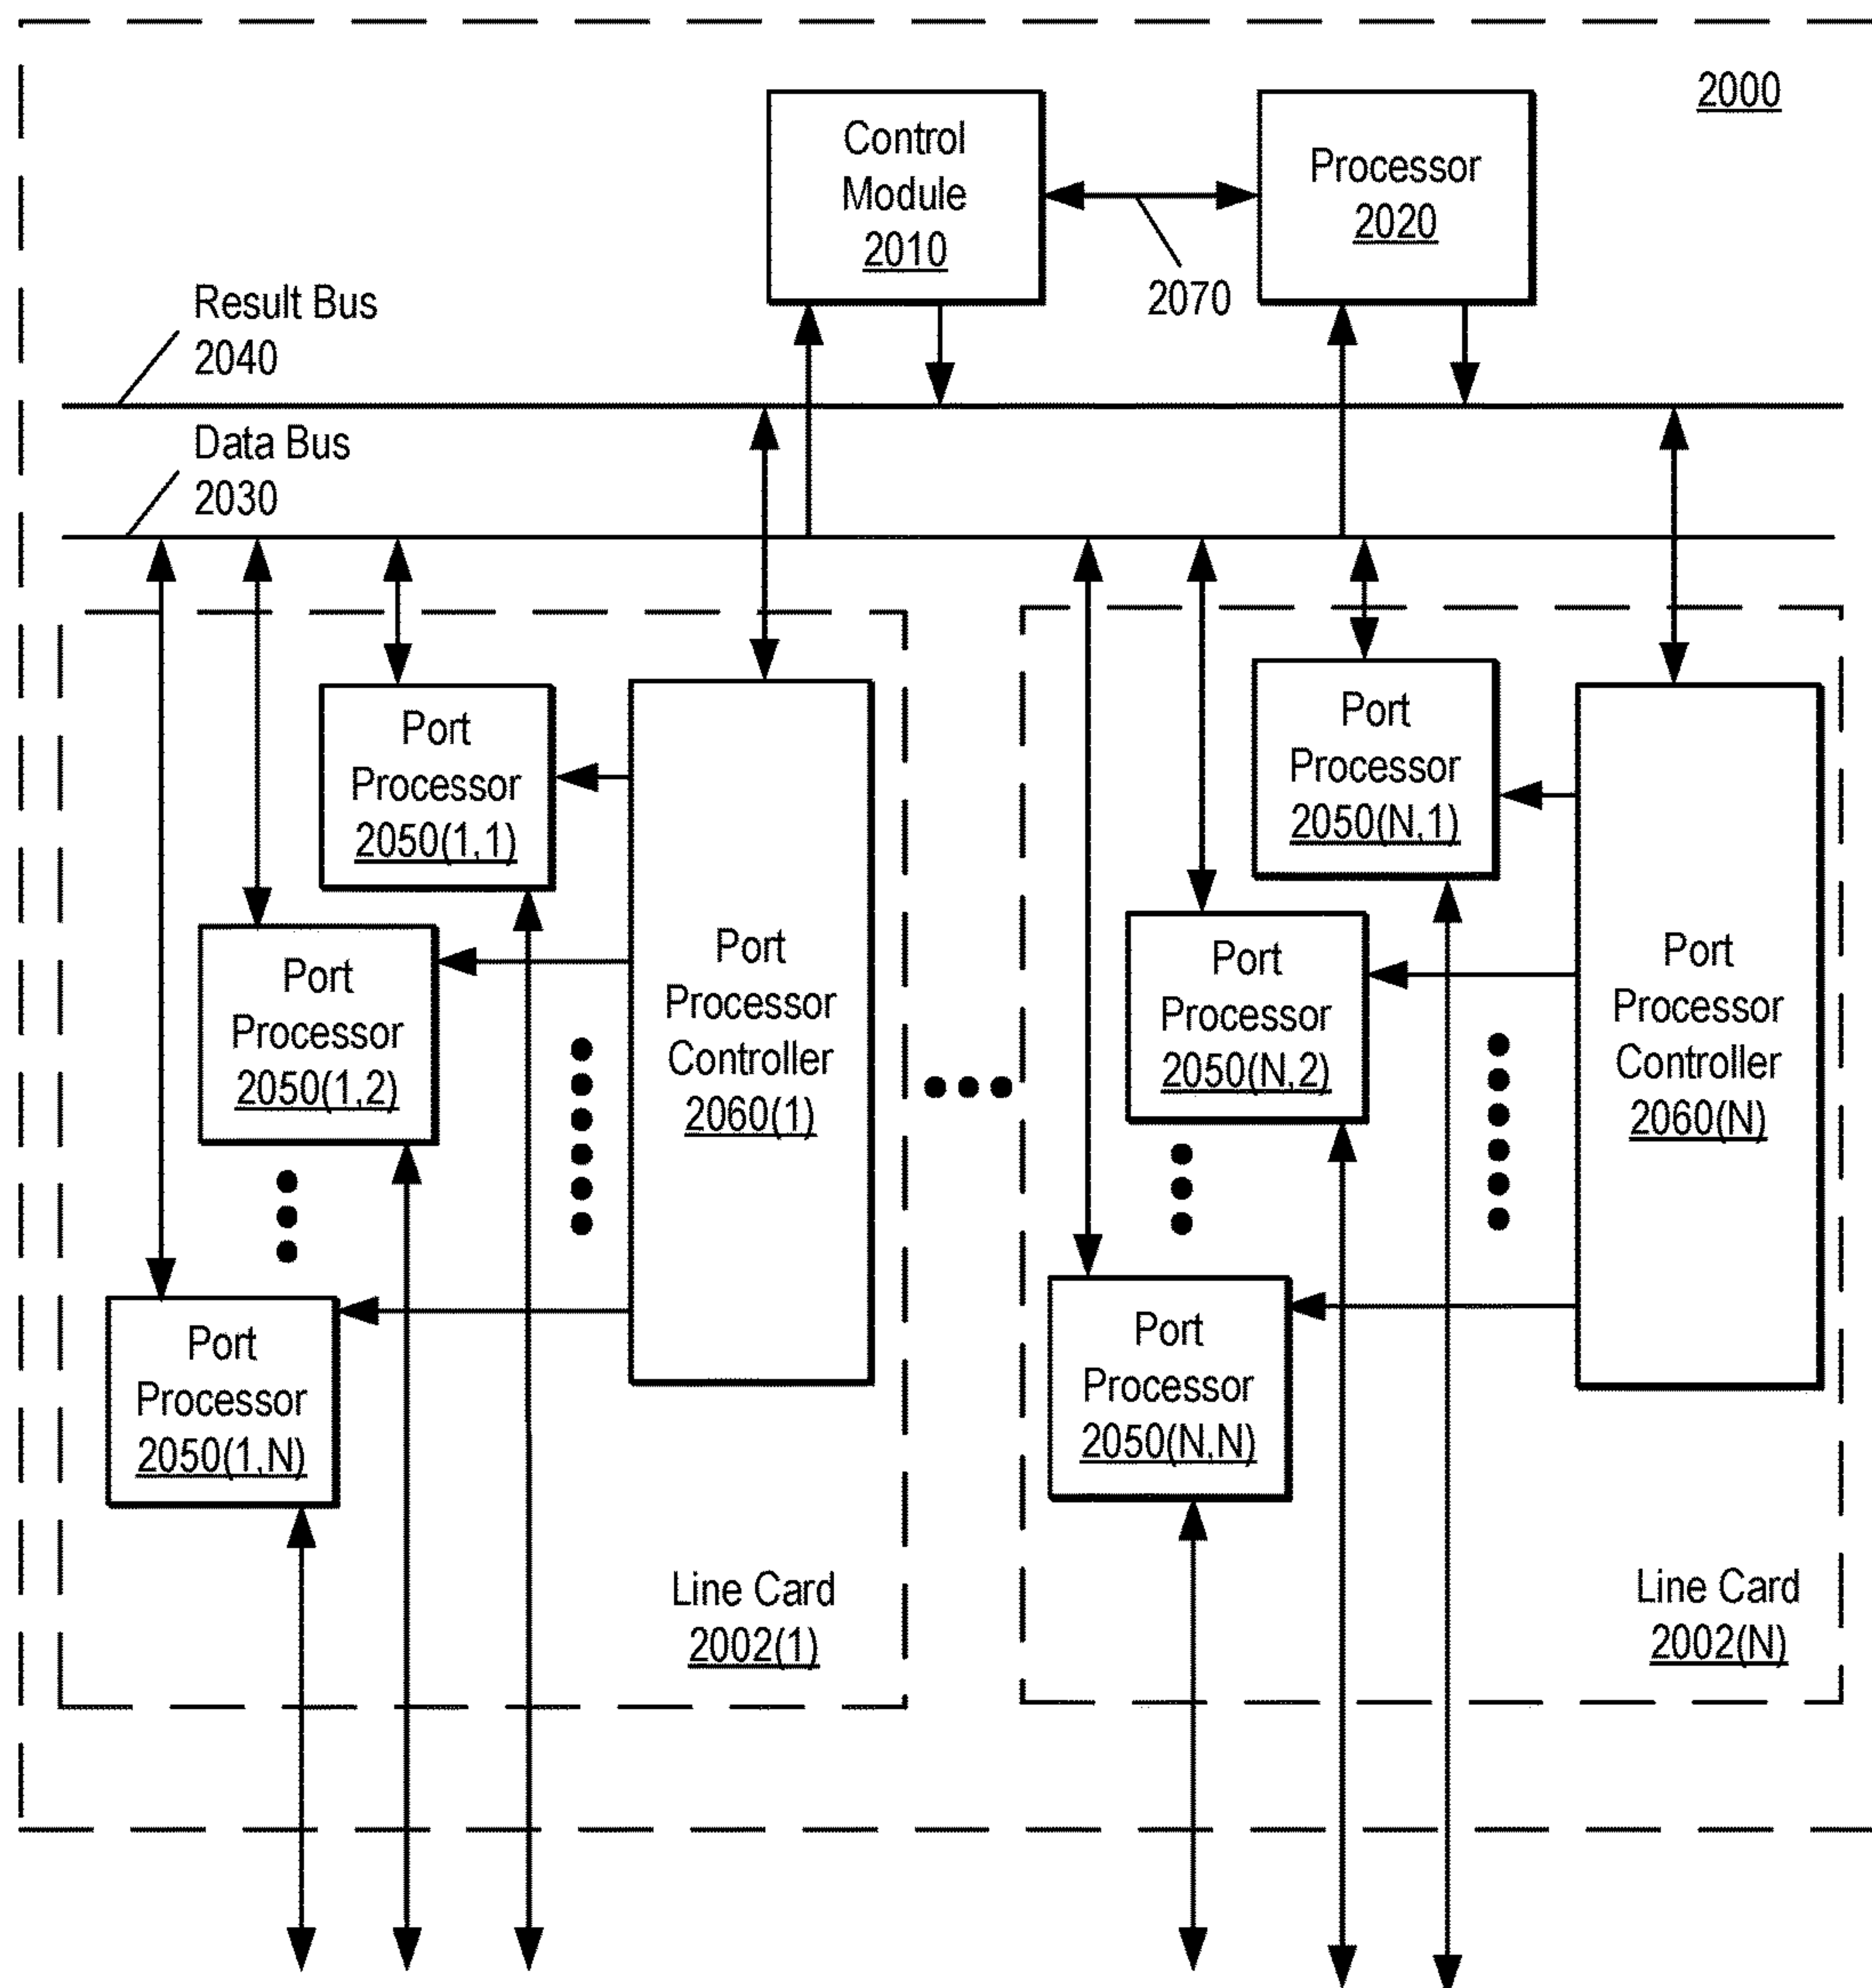 2000
Control
Module
2010
Processor
2020
2070
Result Bus
2040
Data Bus
2030
Port
Processor
2050(1,1)
Port
Processor
2050(1,2)
Port
Processor
2050(1,N)
Port
Processor
Controller
2060(1)
Line Card
2002(1)
Port
Processor
2050(N,1)
Port
Processor
2050(N,2)
Port
Processor
2050(N,N)
Port
Processor
Controller
2060(N)
Line Card
2002(N)